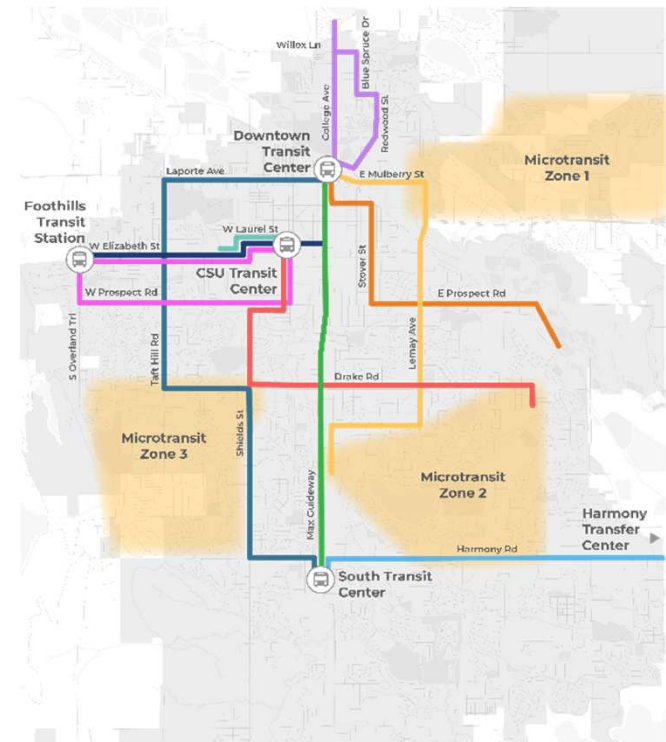 Willox Ln
Blue Spruce Dr
College Ave
Redwood St
Downtown
Transit
Center
Laporte Ave
E Mulberry St
Microtransit
Zone 1
Foothills
Transit
Station
W Laurel St
W Elizabeth St
CSU Transit
Center
Stover St
W Prospect Rd
E Prospect Rd
S Overland Trl
Taft Hill Rd
Lemay Ave
Drake Rd
Shields St
Microtransit
Zone 3
Microtransit
Zone 2
Max Guideway
Harmony
Transfer
Center
Harmony Rd
South Transit
Center